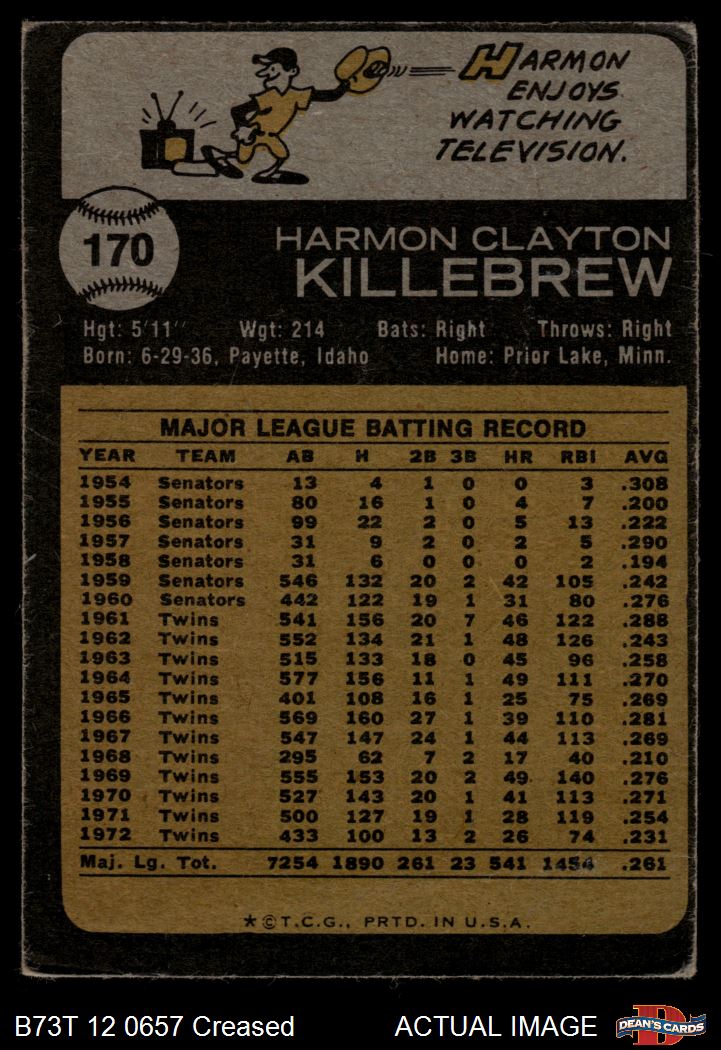 HARMON
ENJOYS
WATCHING
TELEVISION.
170
HARMON CLAYTON
KILLEBREW
Hgt: 5'11" Wgt: 214 Bats: Right Throws: Right
Born: 6-29-36, Payette, Idaho Home: Prior Lake, Minn.
MAJOR LEAGUE BATTING RECORD
YEAR TEAM AB H 2B 3B HR RBI AVG
1954 Senators 13 4 1 0 0 3 .308
1955 Senators 80 16 1 0 4 7 .200
1956 Senators 99 22 2 0 5 13 .222
1957 Senators 31 9 2 0 2 5 .290
1958 Senators 31 6 0 0 0 2 .194
1959 Senators 546 132 20 2 42 105 .242
1960 Senators 442 122 19 1 31 80 .276
1961 Twins 541 156 20 7 46 122 .288
1962 Twins 552 134 21 1 48 126 .243
1963 Twins 515 133 18 0 45 96 .258
1964 Twins 577 156 11 1 49 111 .270
1965 Twins 401 108 16 1 25 75 .269
1966 Twins 569 160 27 1 39 110 .281
1967 Twins 547 147 24 1 44 113 .269
1968 Twins 295 62 7 2 17 40 .210
1969 Twins 555 153 20 2 49 140 .276
1970 Twins 527 143 20 1 41 113 .271
1971 Twins 500 127 19 1 28 119 .254
1972 Twins 433 100 13 2 26 74 .231
Maj. Lg. Tot. 7254 1890 261 23 541 1454 .261
*©T.C.G., PRTD. IN U.S.A.
B73T 12 0657 Creased ACTUAL IMAGE DEAN'S CARDS